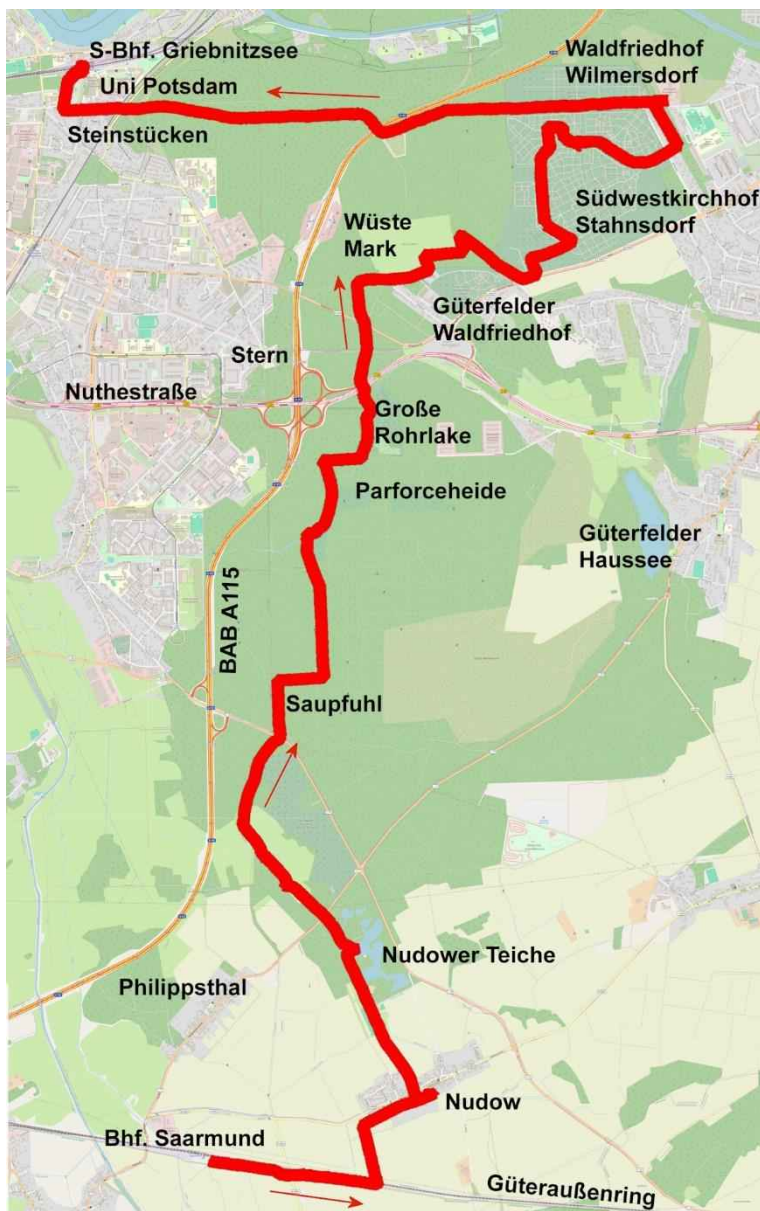 S-Bhf. Griebnitzsee
Waldfriedhof
Wilmersdorf
Uni Potsdam
Steinstücken
Südwestkirchhof
Stahnsdorf
Wüste
Mark
Güterfelder
Waldfriedhof
Stern
Nuthestraße
Große
Rohrlake
Parforceheide
Güterfelder
Haussee
BAB A115
Saupfuhl
Nudower Teiche
Philippsthal
Nudow
Bhf. Saarmund
Güteraußenring